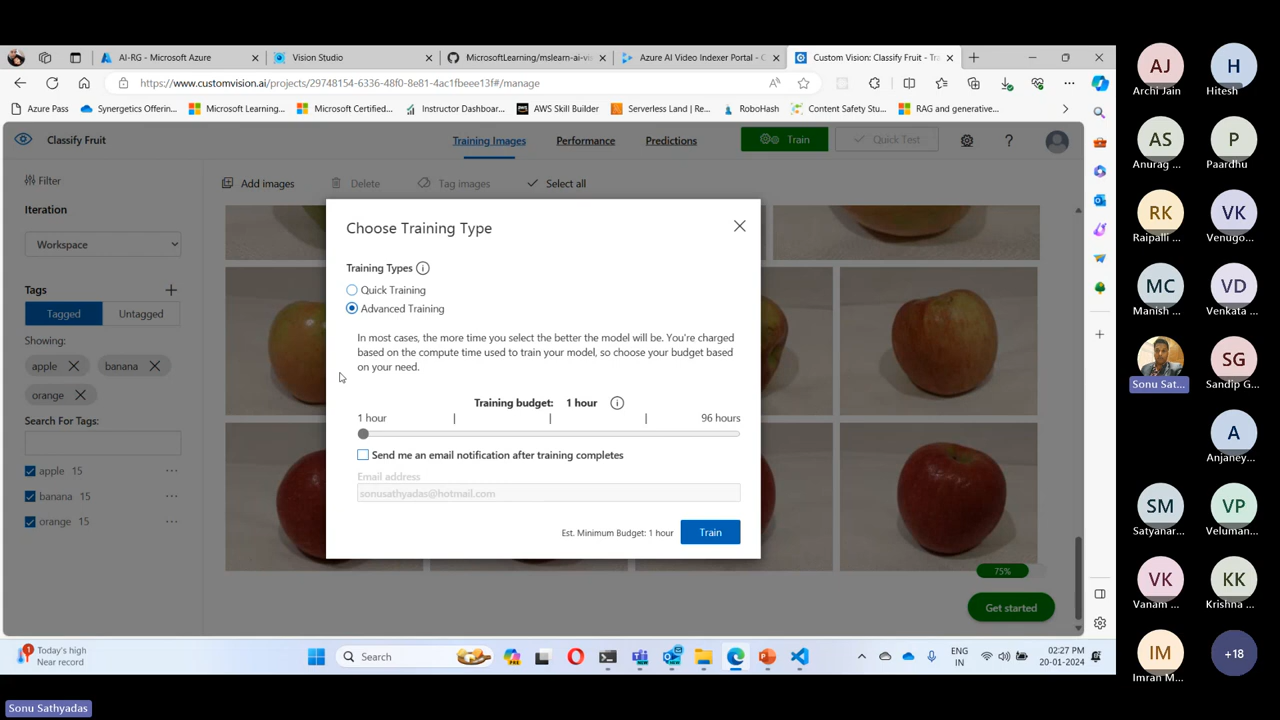 AI-RG - Microsoft Azure
Vision Studio
MicrosoftLearning/mslearn-ai-vis
Azure AI Video Indexer Portal - C
Custom Vision: Classify Fruit - Tra
https://www.customvision.ai/projects/29748154-6336-48f0-8e81-4ac1fbeee13f#/manage
Azure Pass
Synergetics Offerin...
Microsoft Learning...
Microsoft Certified...
Instructor Dashboar...
AWS Skill Builder
Serverless Land | Re...
RoboHash
Content Safety Stu...
RAG and generative...
Classify Fruit
Training Images
Performance
Predictions
Train
Quick Test
?
Filter
Add images
Delete
Tag images
Select all
Iteration
Workspace
Tags
Tagged
Untagged
Showing:
apple
banana
orange
Search For Tags:
apple 15 ...
banana 15 ...
orange 15 ...
Choose Training Type
Training Types
Quick Training
Advanced Training
In most cases, the more time you select the better the model will be. You're charged
based on the compute time used to train your model, so choose your budget based
on your need.
Training budget: 1 hour
1 hour
96 hours
Send me an email notification after training completes
Email address
sonusathyadas@hotmail.com
Est. Minimum Budget: 1 hour
Train
75%
Get started
1
Today's high
Near record
Search
ENG
IN
02:27 PM
20-01-2024
AJ
Archi Jain
H
Hitesh
AS
Anurag ...
P
Paardhu
RK
Raipalli ...
VK
Venugo...
MC
Manish ...
VD
Venkata ...
Sonu Sat...
SG
Sandip G...
A
Anjaney...
SM
Satyanar...
VP
Veluman...
VK
Vanam ...
KK
Krishna ...
IM
Imran M...
+18
Sonu Sathyadas